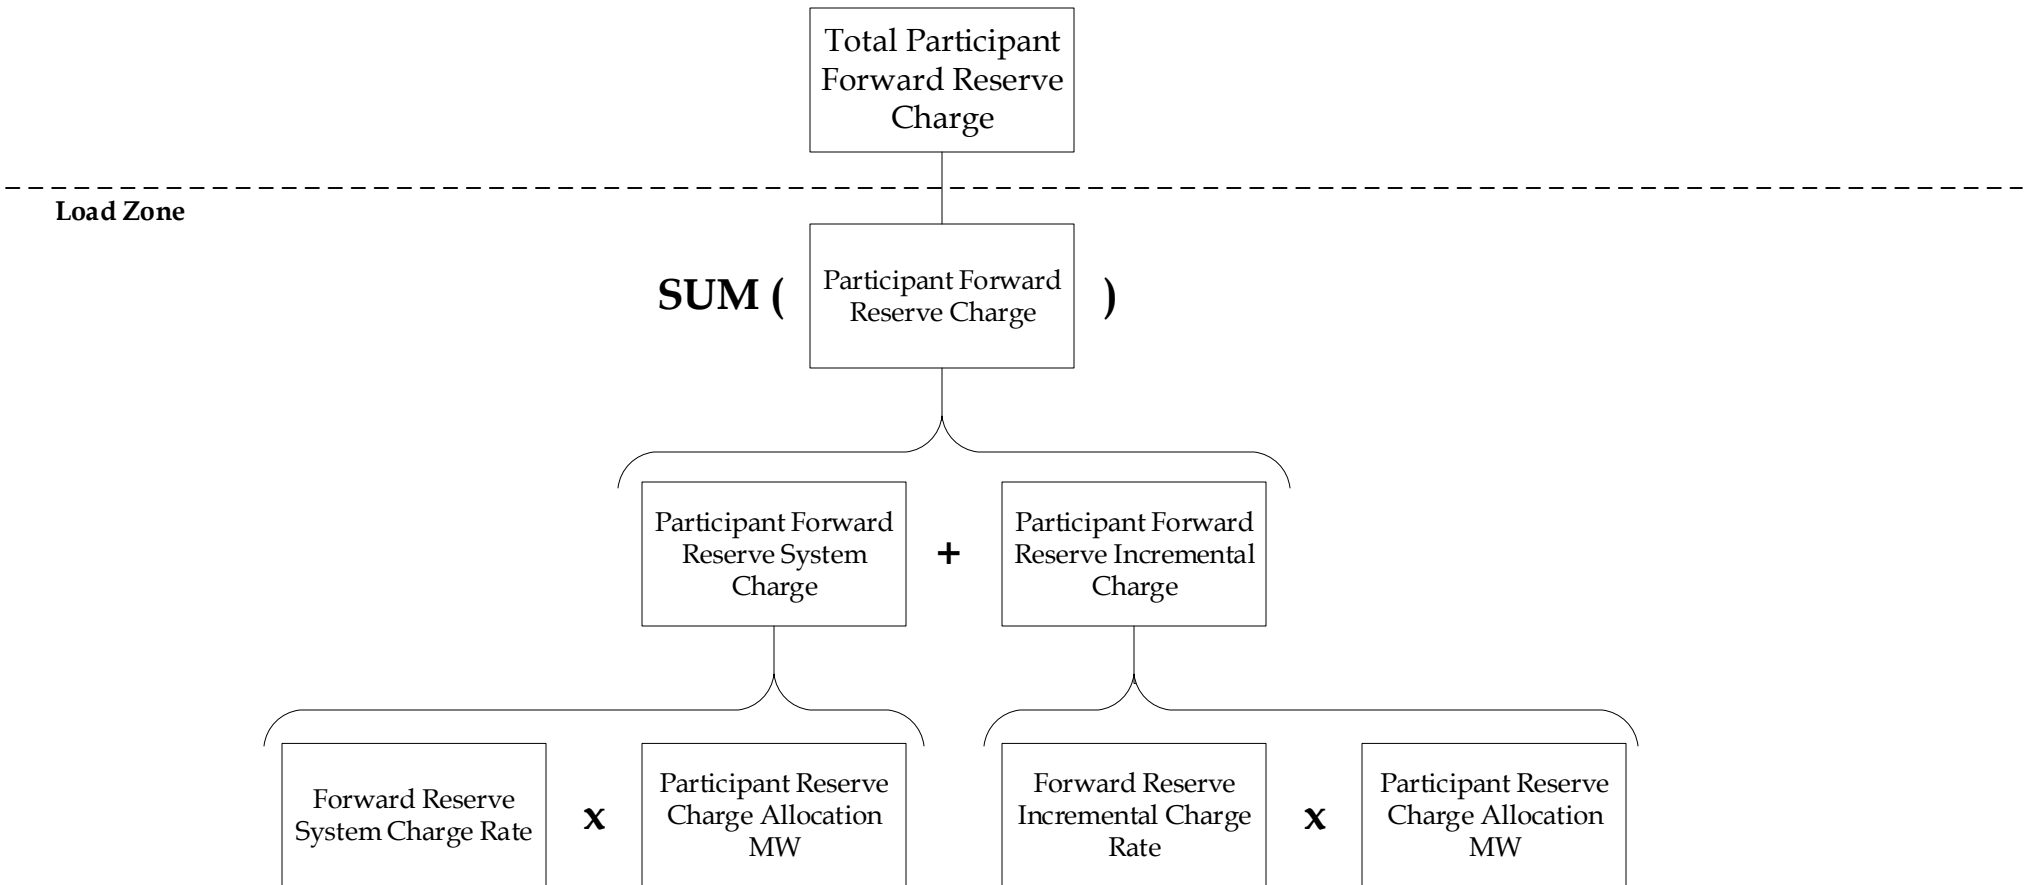 Total Participant
Forward Reserve
Charge
Load Zone
SUM (
Participant Forward
Reserve Charge
)
Participant Forward
Reserve System
Charge
+
Participant Forward
Reserve Incremental
Charge
Forward Reserve
System Charge Rate
x
Participant Reserve
Charge Allocation
MW
Forward Reserve
Incremental Charge
Rate
x
Participant Reserve
Charge Allocation
MW